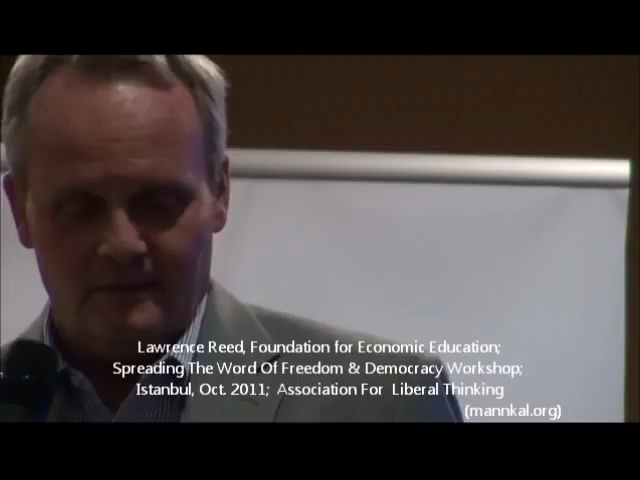 Lawrence Reed, Foundation for Economic Education;
Spreading The Word Of Freedom & Democracy Workshop;
Istanbul, Oct. 2011;  Association For  Liberal Thinking
(mannkal.org)